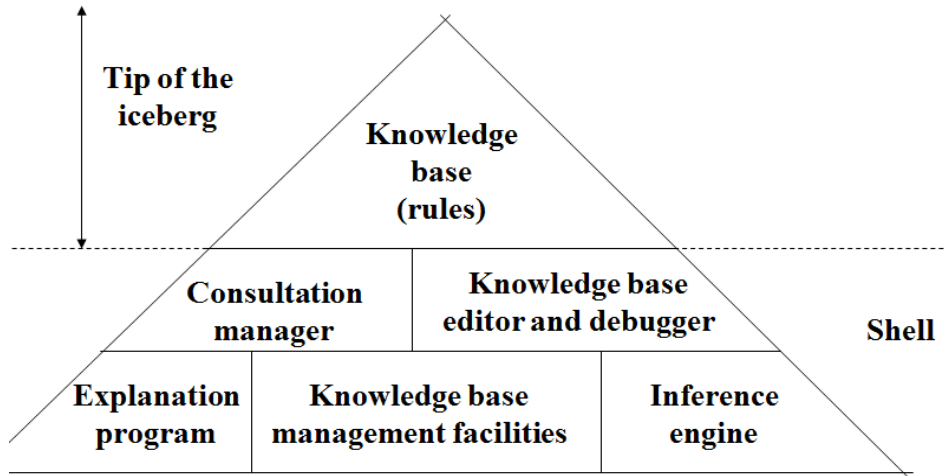 Tip of the
iceberg
Knowledge
base
(rules)
Consultation
manager
Knowledge base
editor and debugger
Shell
Explanation
program
Knowledge base
management facilities
Inference
engine